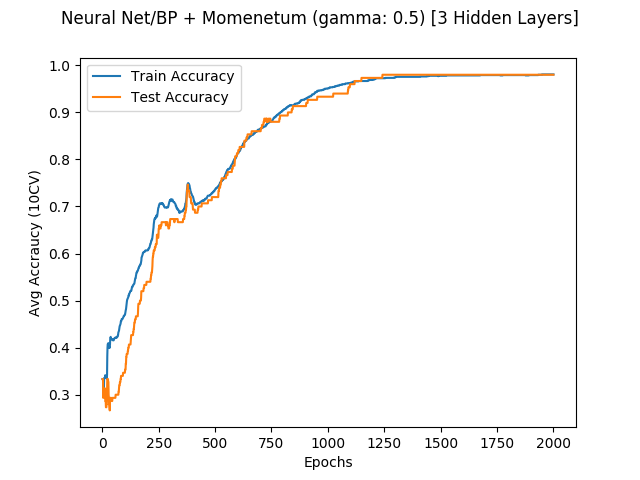 Neural Net/BP + Momenetum (gamma: 0.5) [3 Hidden Layers]
Train Accuracy
Test Accuracy
1.0
0.9
0.8
0.7
0.6
0.5
0.4
0.3
Avg Accraucy (10CV)
0 250 500 750 1000 1250 1500 1750 2000
Epochs